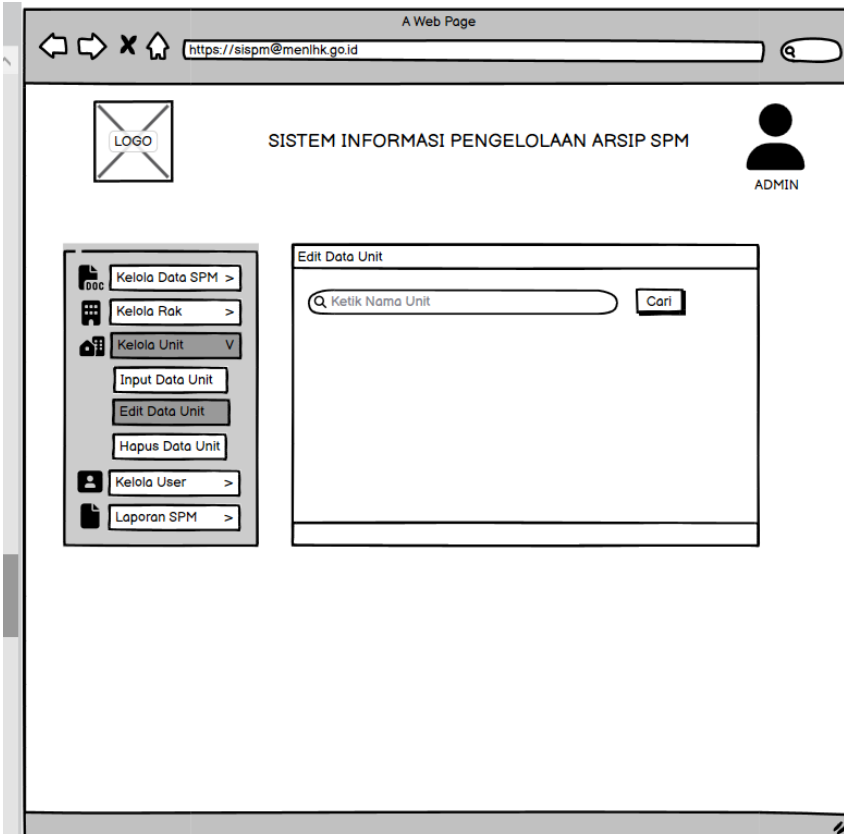 A Web Page
https://sispm@menlhk.go.id
LOGO
SISTEM INFORMASI PENGELOLAAN ARSIP SPM
ADMIN
DOC
Kelola Data SPM >
Kelola Rak >
Kelola Unit V
Input Data Unit
Edit Data Unit
Hapus Data Unit
Kelola User >
Laporan SPM >
Edit Data Unit
Ketik Nama Unit
Cari